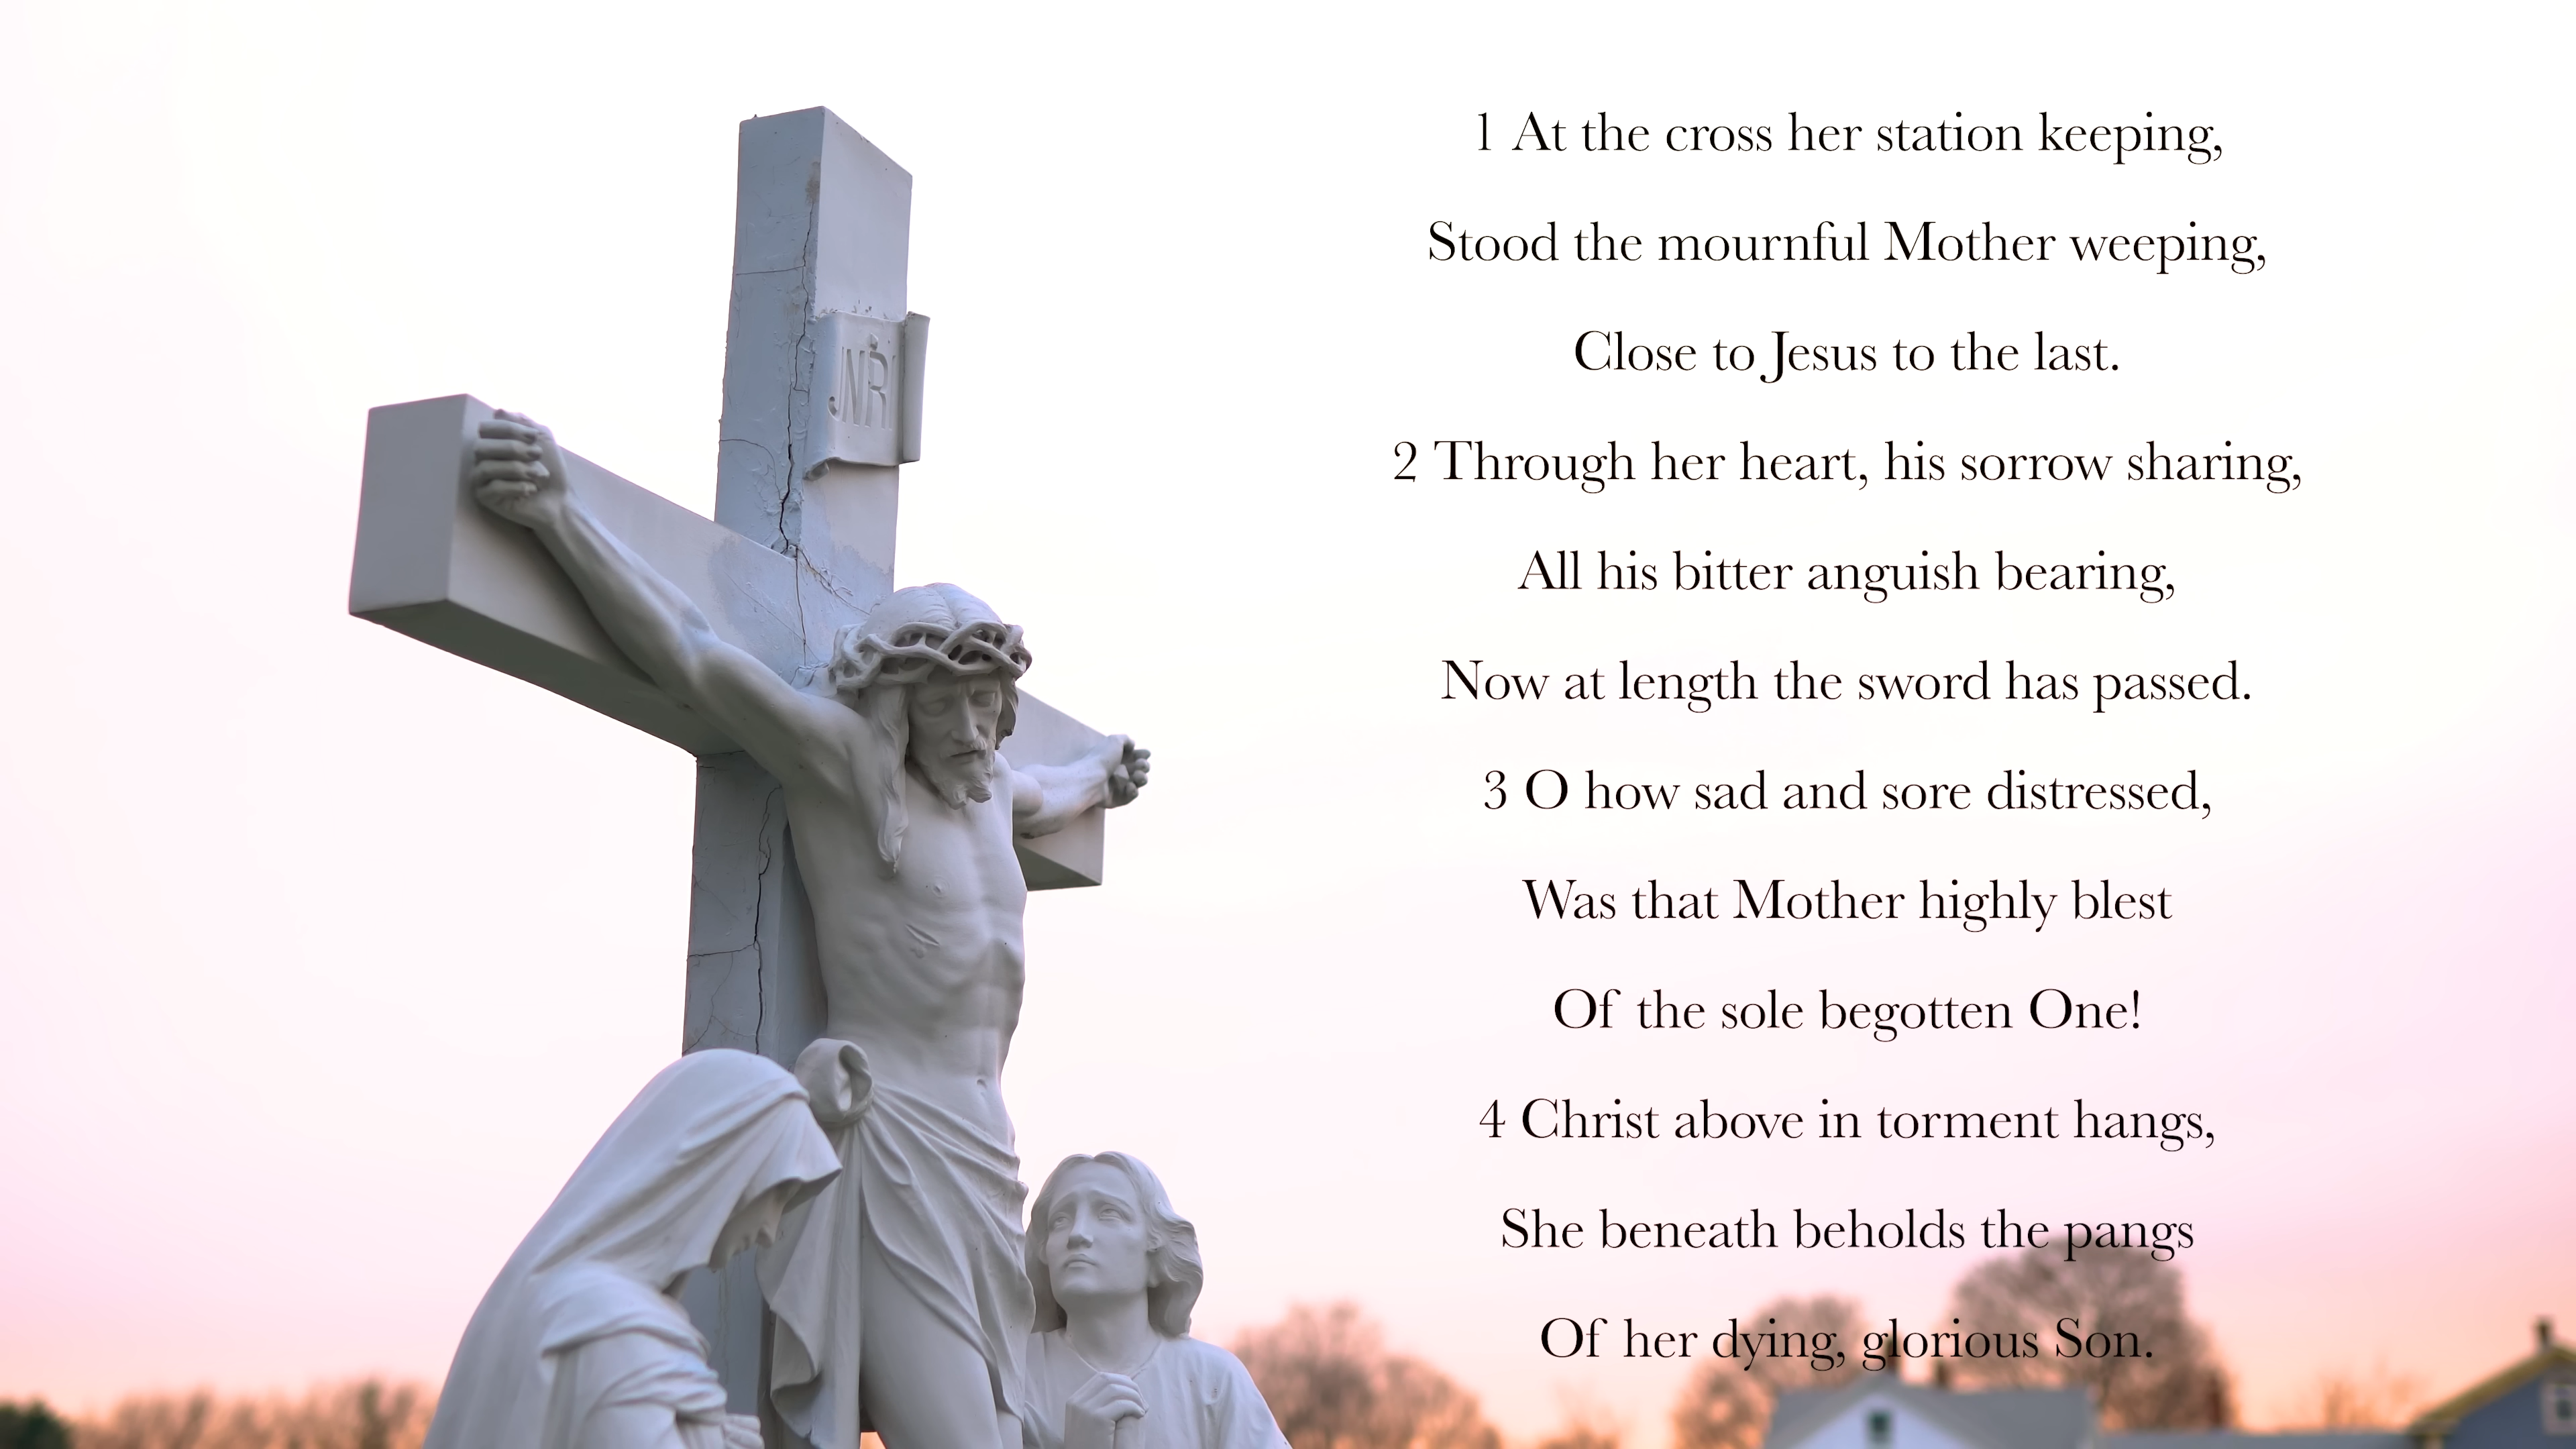 JNRI
1 At the cross her station keeping,
Stood the mournful Mother weeping,
Close to Jesus to the last.
2 Through her heart, his sorrow sharing,
All his bitter anguish bearing,
Now at length the sword has passed.
3 O how sad and sore distressed,
Was that Mother highly blest
Of the sole begotten One!
4 Christ above in torment hangs,
She beneath beholds the pangs
Of her dying, glorious Son.